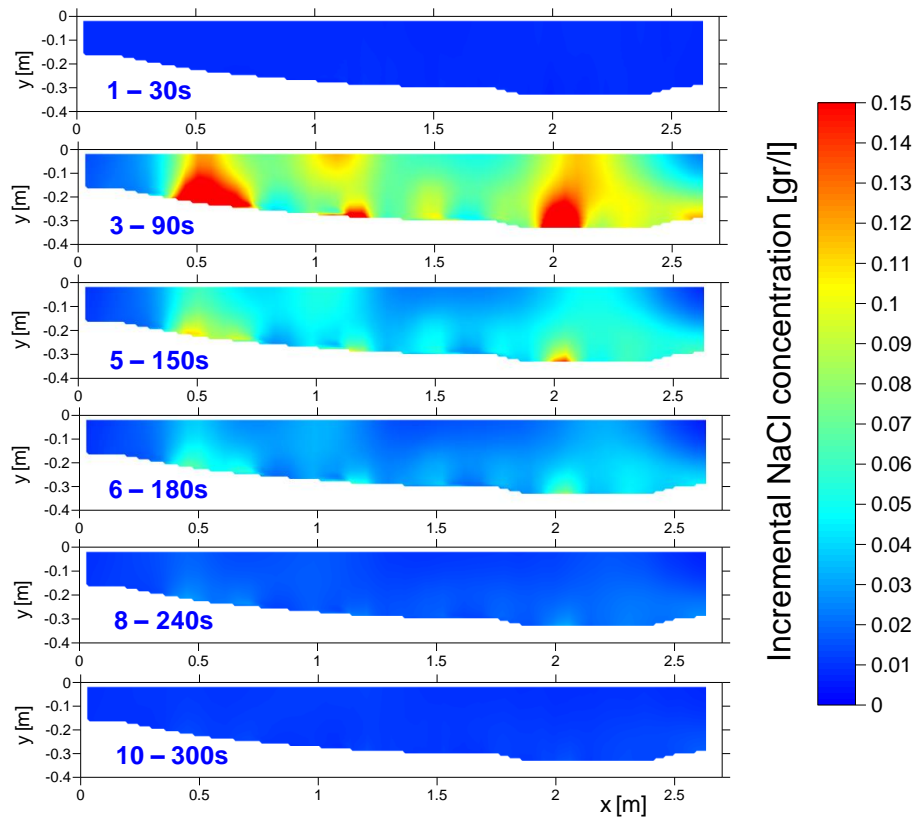 0
-0.1
-0.2
-0.3
-0.4
y [m]
1 – 30s
0 0.5 1 1.5 2 2.5
0
-0.1
-0.2
-0.3
-0.4
y [m]
3 – 90s
0 0.5 1 1.5 2 2.5
0
-0.1
-0.2
-0.3
-0.4
y [m]
5 – 150s
0 0.5 1 1.5 2 2.5
0
-0.1
-0.2
-0.3
-0.4
y [m]
6 – 180s
0 0.5 1 1.5 2 2.5
0
-0.1
-0.2
-0.3
-0.4
y [m]
8 – 240s
0 0.5 1 1.5 2 2.5
0
-0.1
-0.2
-0.3
-0.4
y [m]
10 – 300s
0 0.5 1 1.5 2 2.5
x [m]
Incremental NaCl concentration [gr/l]
0.15
0.14
0.13
0.12
0.11
0.1
0.09
0.08
0.07
0.06
0.05
0.04
0.03
0.02
0.01
0